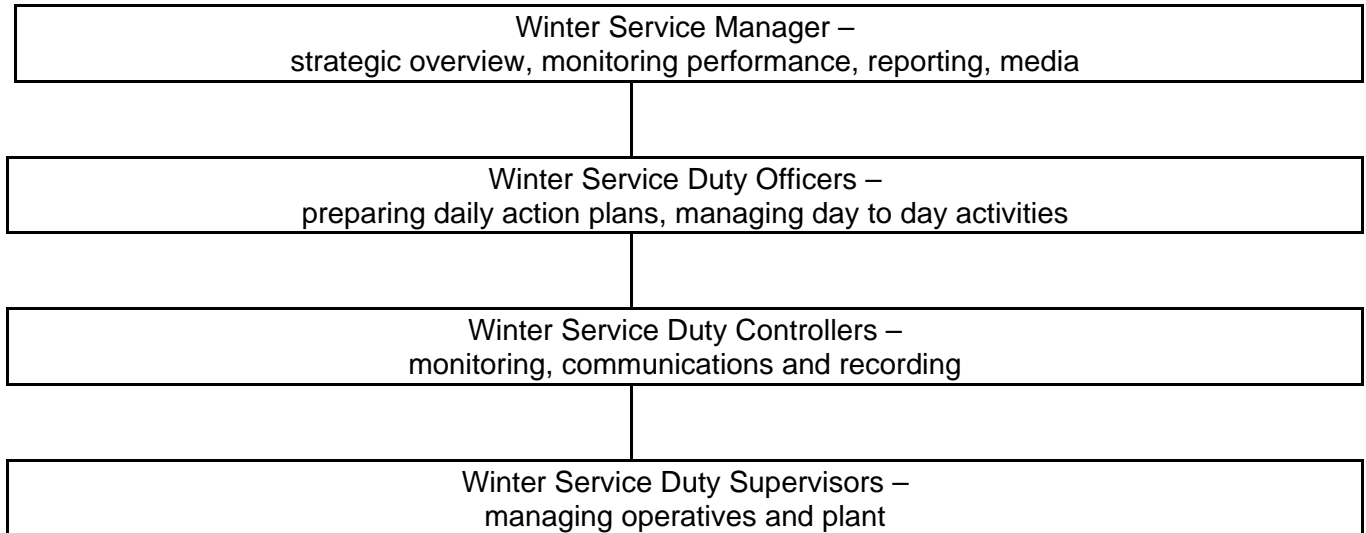 Winter Service Manager –
strategic overview, monitoring performance, reporting, media
Winter Service Duty Officers –
preparing daily action plans, managing day to day activities
Winter Service Duty Controllers –
monitoring, communications and recording
Winter Service Duty Supervisors –
managing operatives and plant